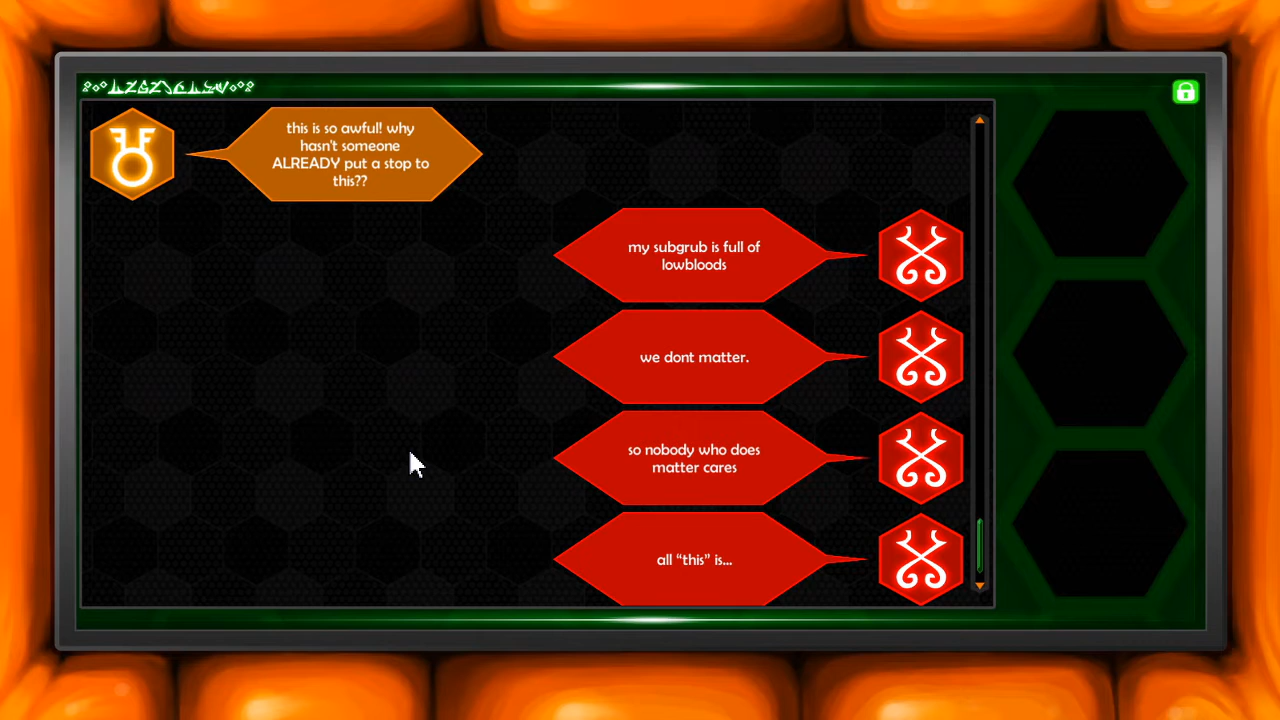 this is so awful! why
hasn't someone
ALREADY put a stop to
this??
my subgrub is full of
lowbloods
we dont matter.
so nobody who does
matter cares
all “this” is...